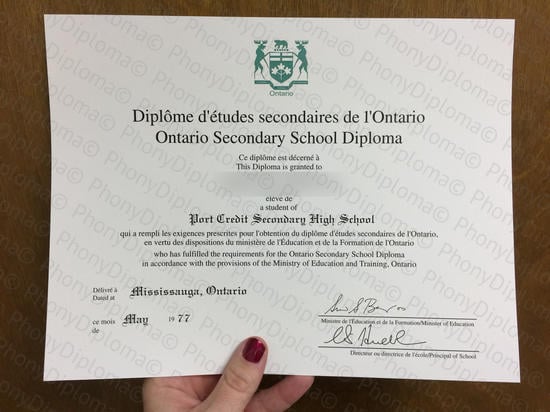 Ontario
Diplôme d'études secondaires de l'Ontario
Ontario Secondary School Diploma
Ce diplôme est décerné à
This Diploma is granted to
élève de
a student of
Port Credit Secondary High School
qui a rempli les exigences prescrites pour l'obtention du diplôme d'études secondaires de l'Ontario,
en vertu des dispositions du ministère de l'Éducation et de la Formation de l'Ontario
who has fulfilled the requirements for the Ontario Secondary School Diploma
in accordance with the provisions of the Ministry of Education and Training, Ontario
Délivré à
Dated at
Mississauga, Ontario
ce mois
de
May
1977
Ministre de l'Éducation et de la Formation/Minister of Education
Directeur ou directrice de l'école/Principal of School
PhonyDiploma©